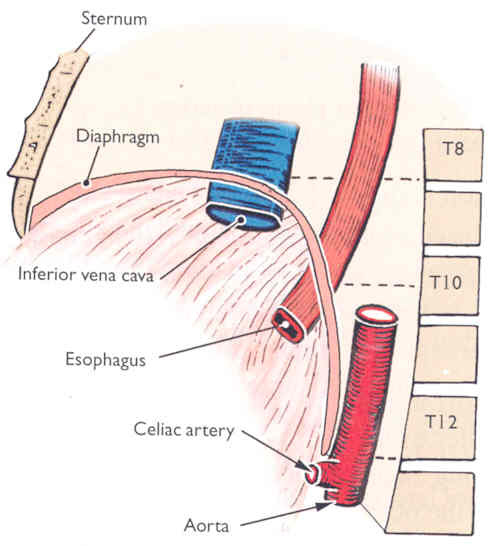 Sternum
Diaphragm
T8
Inferior vena cava
T10
Esophagus
T12
Celiac artery
Aorta